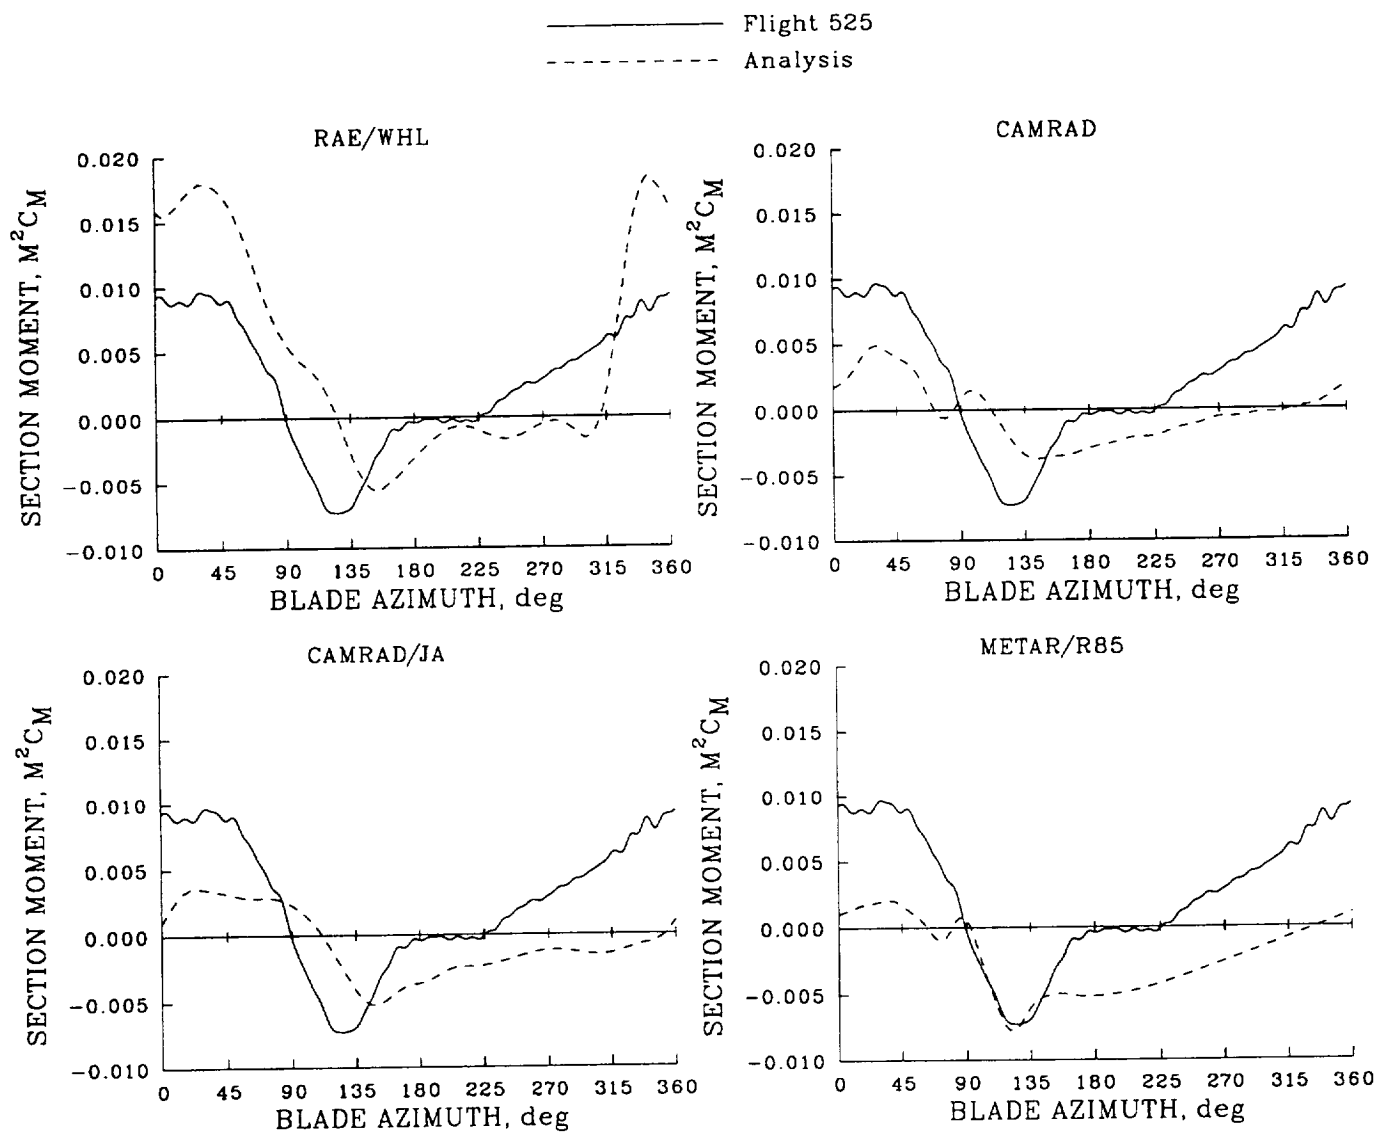 Flight 525
Analysis
RAE/WHL
0.020
0.015
0.010
0.005
0.000
−0.005
−0.010
SECTION MOMENT, M²C_M
0 45 90 135 180 225 270 315 360
BLADE AZIMUTH, deg
CAMRAD
0.020
0.015
0.010
0.005
0.000
−0.005
−0.010
SECTION MOMENT, M²C_M
0 45 90 135 180 225 270 315 360
BLADE AZIMUTH, deg
CAMRAD/JA
0.020
0.015
0.010
0.005
0.000
−0.005
−0.010
SECTION MOMENT, M²C_M
0 45 90 135 180 225 270 315 360
BLADE AZIMUTH, deg
METAR/R85
0.020
0.015
0.010
0.005
0.000
−0.005
−0.010
SECTION MOMENT, M²C_M
0 45 90 135 180 225 270 315 360
BLADE AZIMUTH, deg